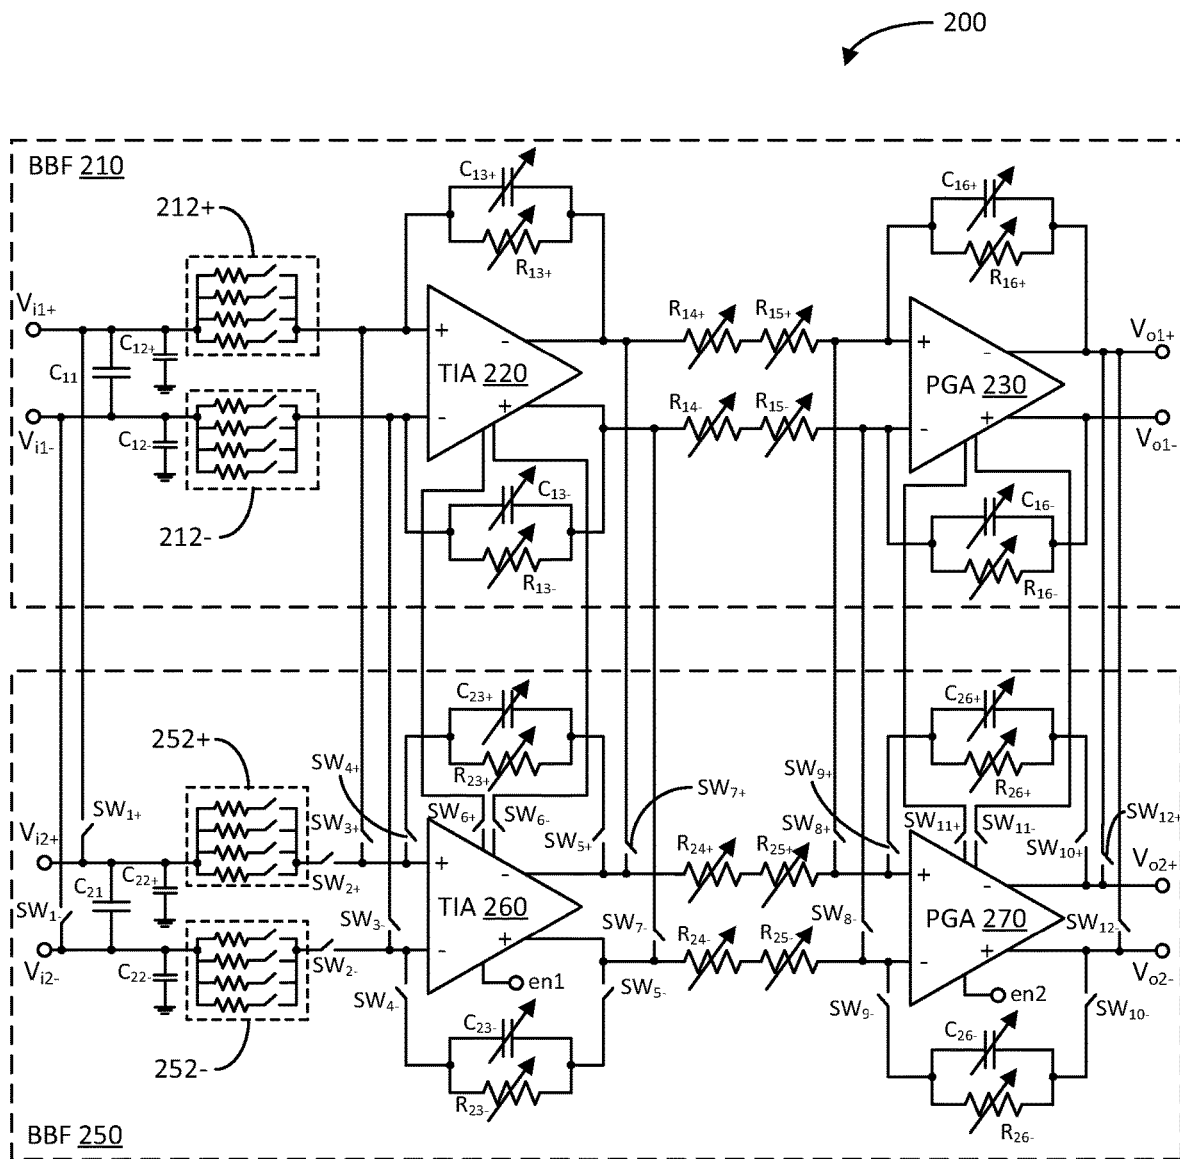 200
BBF 210
212+
C13+
R13+
C16+
R16+
Vi1+
C12+
C11
+
-
TIA 220
+
-
R14+
R15+
+
-
PGA 230
+
-
Vo1+
Vi1-
C12-
R14-
R15-
Vo1-
212-
C13-
R13-
C16-
R16-
252+
C23+
R23+
C26+
R26+
SW4+
SW7+
SW9+
SW1+
SW3+
SW6+
SW6-
SW5+
SW8+
SW11+
SW11-
SW10+
SW12+
Vi2+
C21
C22+
SW2+
+
-
TIA 260
+
-
R24+
R25+
+
-
PGA 270
+
-
Vo2+
SW1-
SW3-
SW7-
R24-
R25-
SW8-
SW12-
Vi2-
C22-
SW2-
SW4-
en1
SW5-
SW9-
en2
SW10-
Vo2-
252-
C23-
R23-
C26-
R26-
BBF 250